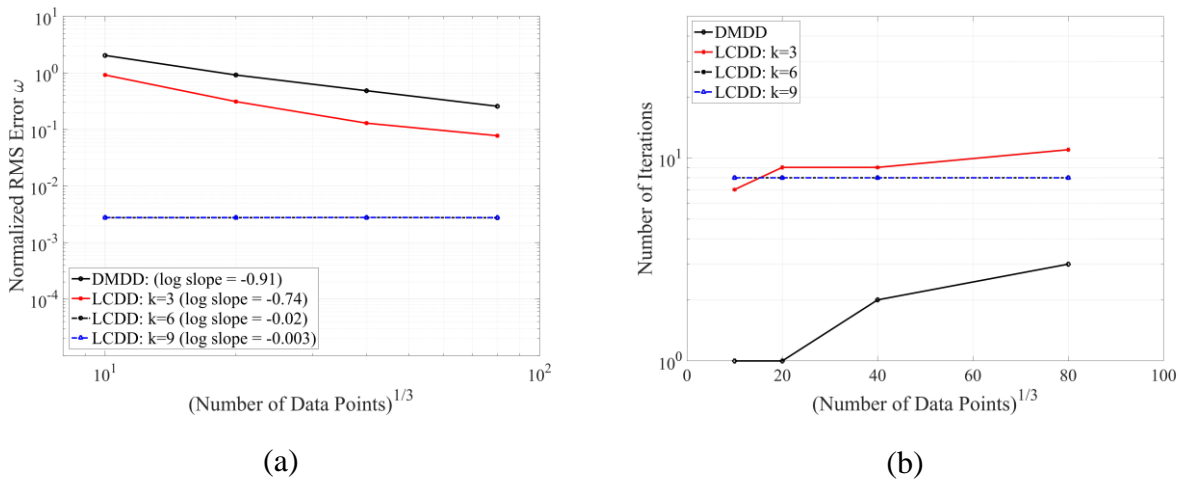 10^1
10^0
10^-1
10^-2
10^-3
10^-4
Normalized RMS Error ω
DMDD: (log slope = -0.91)
LCDD: k=3 (log slope = -0.74)
LCDD: k=6 (log slope = -0.02)
LCDD: k=9 (log slope = -0.003)
10^1
10^2
(Number of Data Points)^1/3
(a)
DMDD
LCDD: k=3
LCDD: k=6
LCDD: k=9
10^1
10^0
Number of Iterations
0 20 40 60 80 100
(Number of Data Points)^1/3
(b)